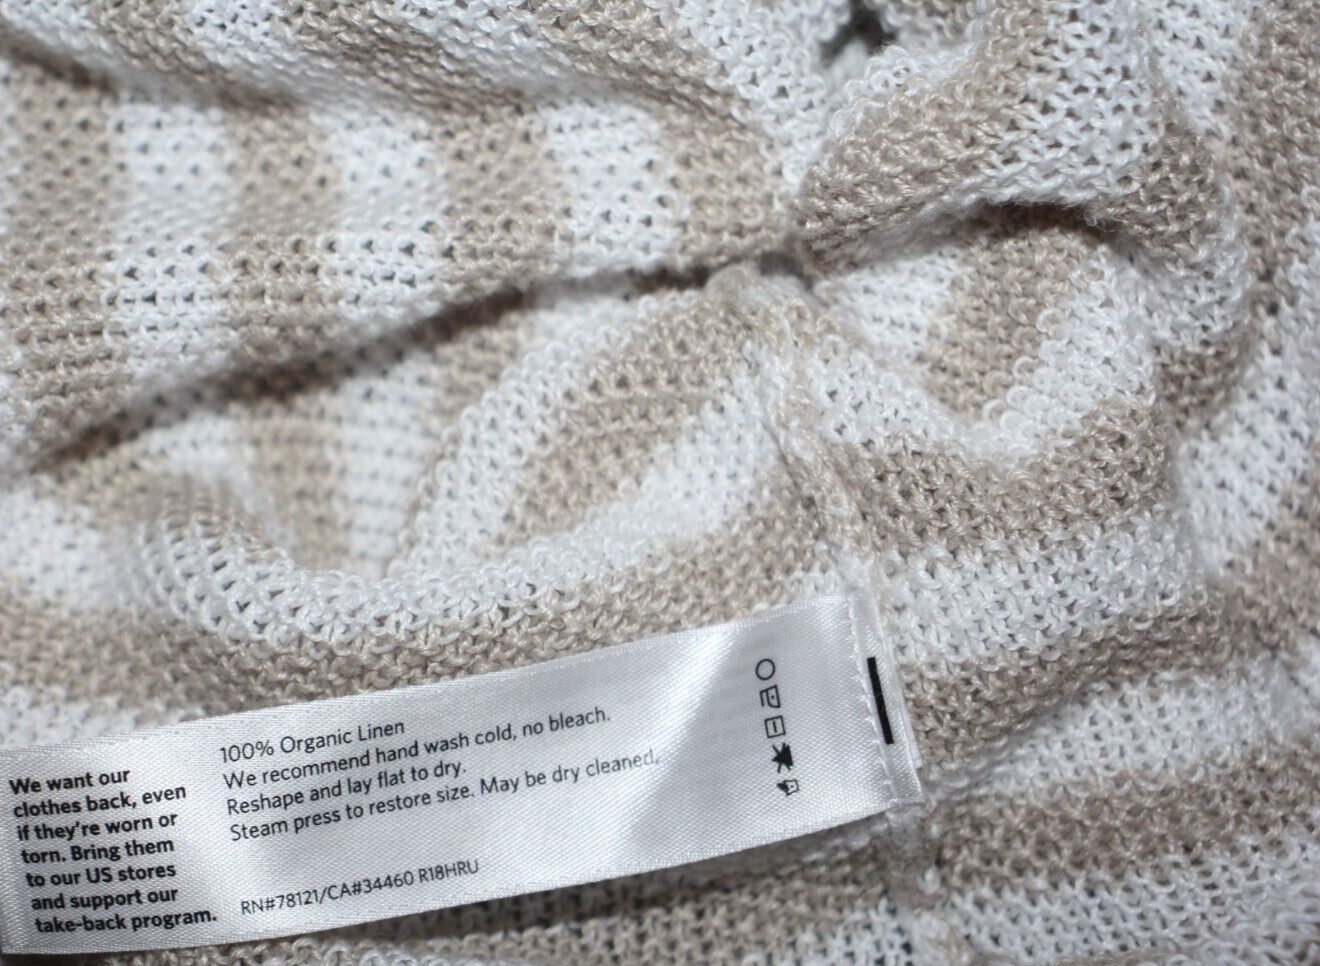 We want our
clothes back, even
if they're worn or
torn. Bring them
to our US stores
and support our
take-back program.
100% Organic Linen
We recommend hand wash cold, no bleach.
Reshape and lay flat to dry.
Steam press to restore size. May be dry cleaned,
RN#78121/CA#34460 R18HRU